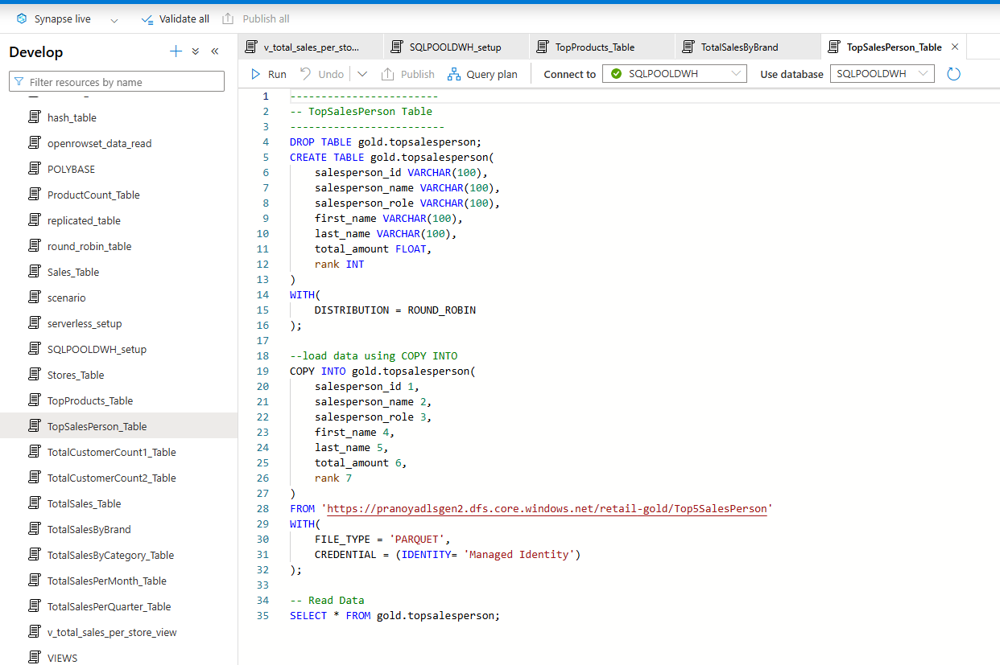 Synapse live
Validate all
Publish all
Develop
Filter resources by name
hash_table
openrowset_data_read
POLYBASE
ProductCount_Table
replicated_table
round_robin_table
Sales_Table
scenario
serverless_setup
SQLPOOLDWH_setup
Stores_Table
TopProducts_Table
TopSalesPerson_Table
TotalCustomerCount1_Table
TotalCustomerCount2_Table
TotalSales_Table
TotalSalesByBrand
TotalSalesByCategory_Table
TotalSalesPerMonth_Table
TotalSalesPerQuarter_Table
v_total_sales_per_store_view
VIEWS
v_total_sales_per_sto...
SQLPOOLDWH_setup
TopProducts_Table
TotalSalesByBrand
TopSalesPerson_Table
Run
Undo
Publish
Query plan
Connect to
SQLPOOLDWH
Use database
SQLPOOLDWH
1 ------------------------
2 -- TopSalesPerson Table
3 -------------------------
4 DROP TABLE gold.topsalesperson;
5 CREATE TABLE gold.topsalesperson(
6 salesperson_id VARCHAR(100),
7 salesperson_name VARCHAR(100),
8 salesperson_role VARCHAR(100),
9 first_name VARCHAR(100),
10 last_name VARCHAR(100),
11 total_amount FLOAT,
12 rank INT
13 )
14 WITH(
15 DISTRIBUTION = ROUND_ROBIN
16 );
17
18 --load data using COPY INTO
19 COPY INTO gold.topsalesperson(
20 salesperson_id 1,
21 salesperson_name 2,
22 salesperson_role 3,
23 first_name 4,
24 last_name 5,
25 total_amount 6,
26 rank 7
27 )
28 FROM 'https://pranoyadlsgen2.dfs.core.windows.net/retail-gold/Top5SalesPerson'
29 WITH(
30 FILE_TYPE = 'PARQUET',
31 CREDENTIAL = (IDENTITY= 'Managed Identity')
32 );
33
34 -- Read Data
35 SELECT * FROM gold.topsalesperson;